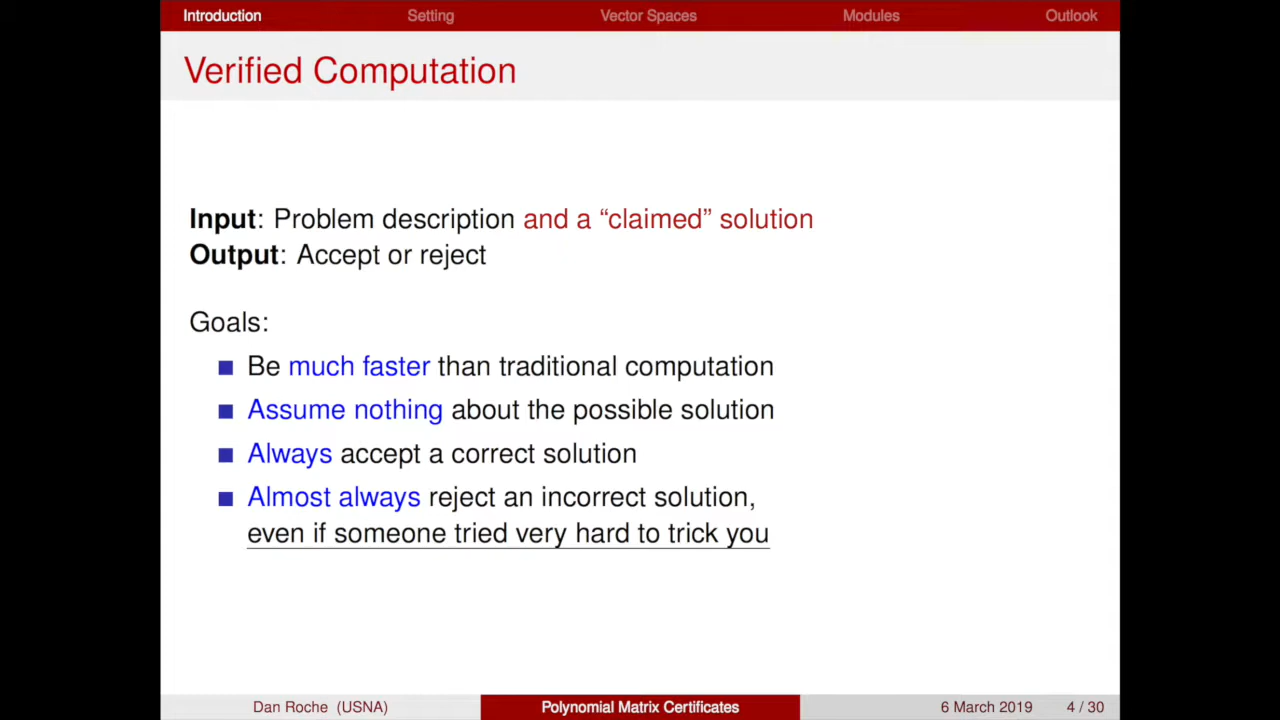 Introduction Setting Vector Spaces Modules Outlook
Verified Computation
Input: Problem description and a “claimed” solution
Output: Accept or reject
Goals:
Be much faster than traditional computation
Assume nothing about the possible solution
Always accept a correct solution
Almost always reject an incorrect solution,
even if someone tried very hard to trick you
Dan Roche (USNA) Polynomial Matrix Certificates 6 March 2019 4 / 30